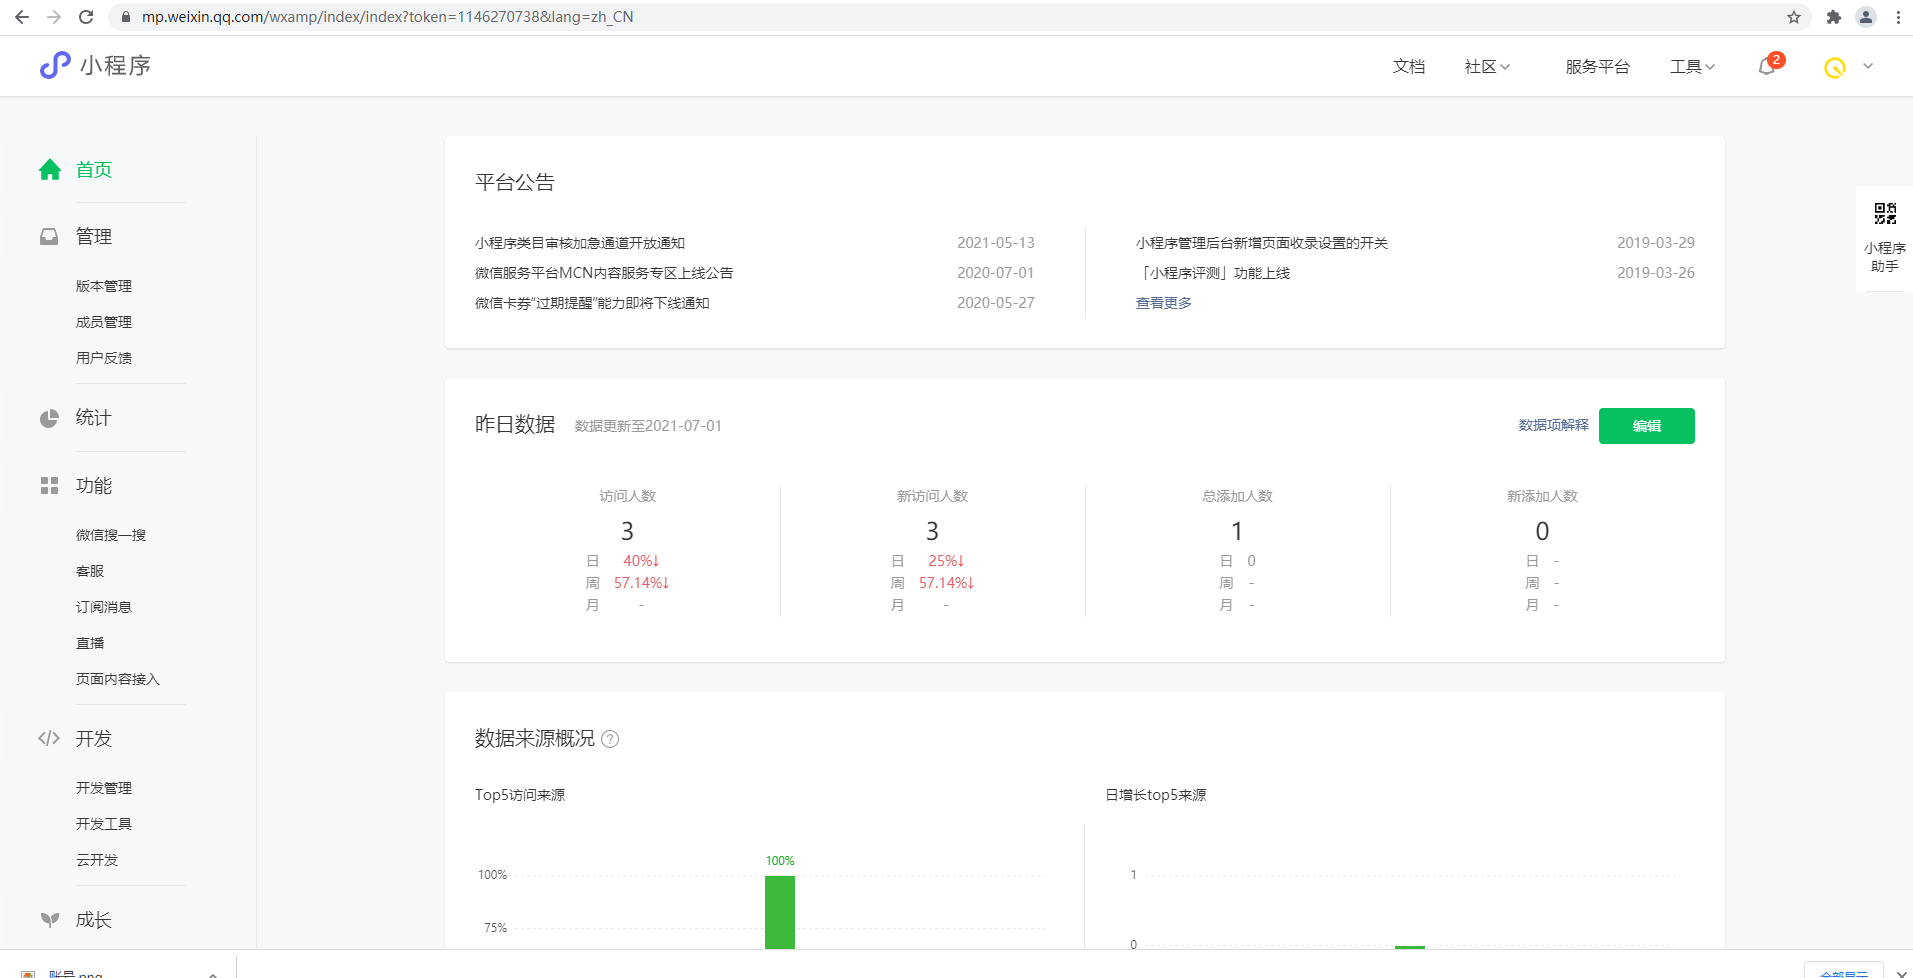 mp.weixin.qq.com/wxamp/index/index?token=1146270738&lang=zh_CN
小程序
文档
社区
服务平台
工具
2
首页
管理
版本管理
成员管理
用户反馈
统计
功能
微信搜一搜
客服
订阅消息
直播
页面内容接入
开发
开发管理
开发工具
云开发
成长
平台公告
小程序类目审核加急通道开放通知 2021-05-13
微信服务平台MCN内容服务专区上线公告 2020-07-01
微信卡券“过期提醒”能力即将下线通知 2020-05-27
小程序管理后台新增页面收录设置的开关 2019-03-29
「小程序评测」功能上线 2019-03-26
查看更多
昨日数据 数据更新至2021-07-01
数据项解释 编辑
访问人数
3
日 40%↓
周 57.14%↓
月 -
新访问人数
3
日 25%↓
周 57.14%↓
月 -
总添加人数
1
日 0
周 -
月 -
新添加人数
0
日 -
周 -
月 -
数据来源概况 ?
Top5访问来源
100%
100%
75%
日增长top5来源
1
0
小程序
助手
账号.png
全部显示